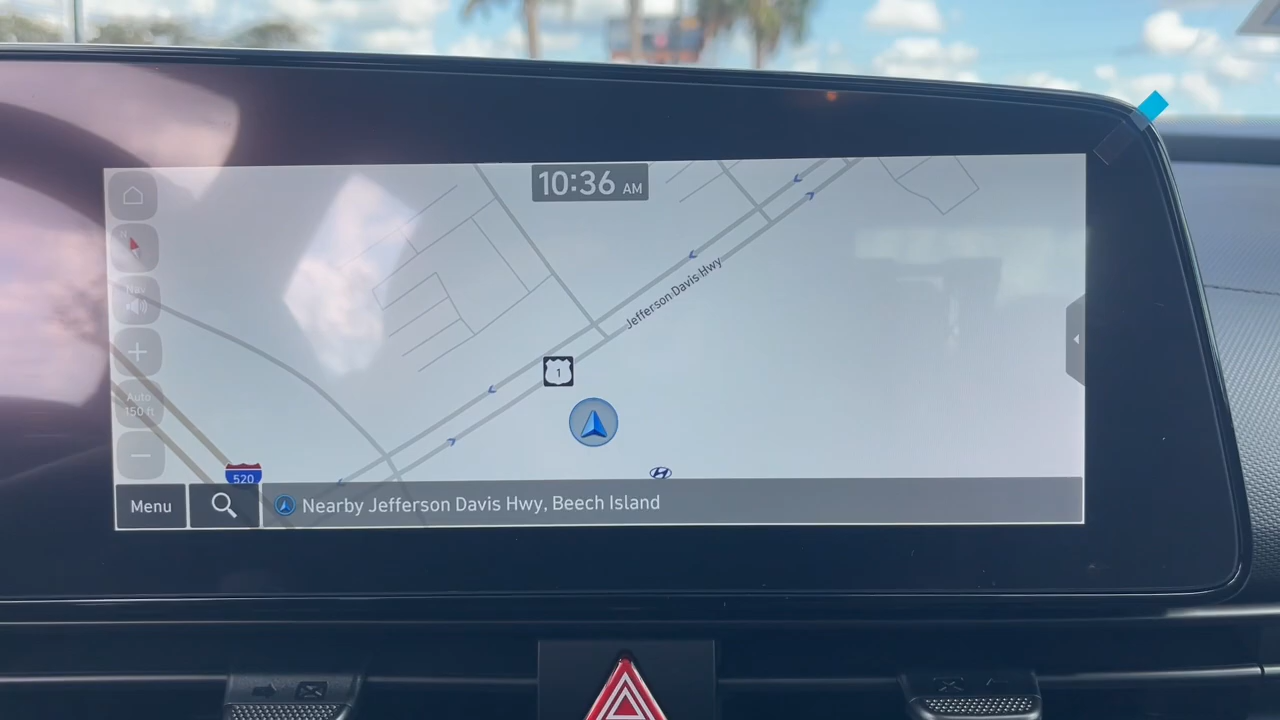 10:36 AM
N
Nav
Jefferson Davis Hwy
1
Auto
150 ft
520
Menu
Nearby Jefferson Davis Hwy, Beech Island